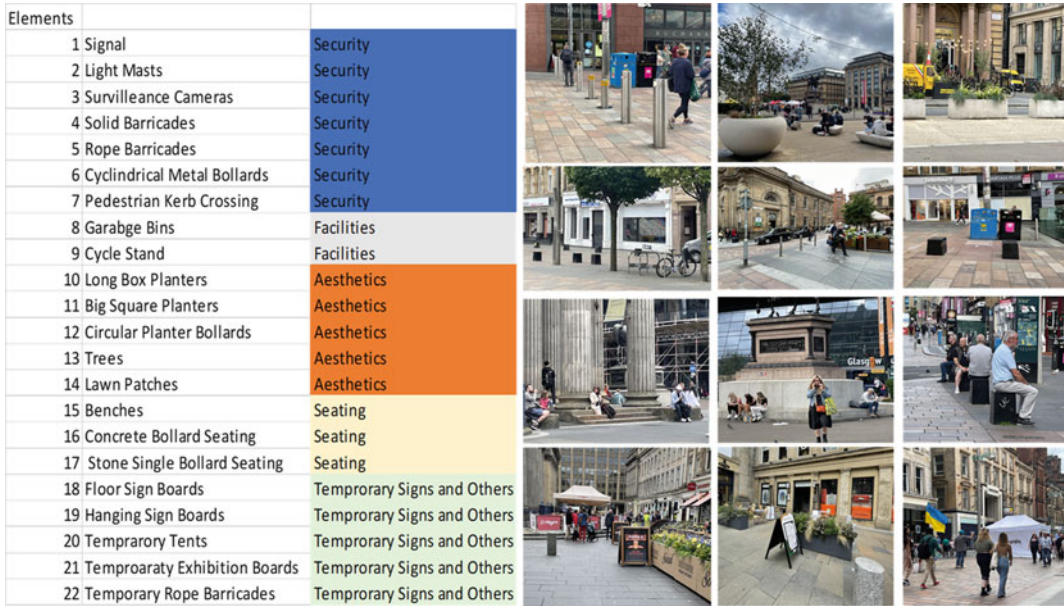 Elements
1 Signal Security
2 Light Masts Security
3 Survilleance Cameras Security
4 Solid Barricades Security
5 Rope Barricades Security
6 Cyclindrical Metal Bollards Security
7 Pedestrian Kerb Crossing Security
8 Garabge Bins Facilities
9 Cycle Stand Facilities
10 Long Box Planters Aesthetics
11 Big Square Planters Aesthetics
12 Circular Planter Bollards Aesthetics
13 Trees Aesthetics
14 Lawn Patches Aesthetics
15 Benches Seating
16 Concrete Bollard Seating Seating
17 Stone Single Bollard Seating Seating
18 Floor Sign Boards Temprorary Signs and Others
19 Hanging Sign Boards Temprorary Signs and Others
20 Temprarory Tents Temprorary Signs and Others
21 Temproaraty Exhibition Boards Temprorary Signs and Others
22 Temporary Rope Barricades Temprorary Signs and Others
BUCHANA
Glasgow